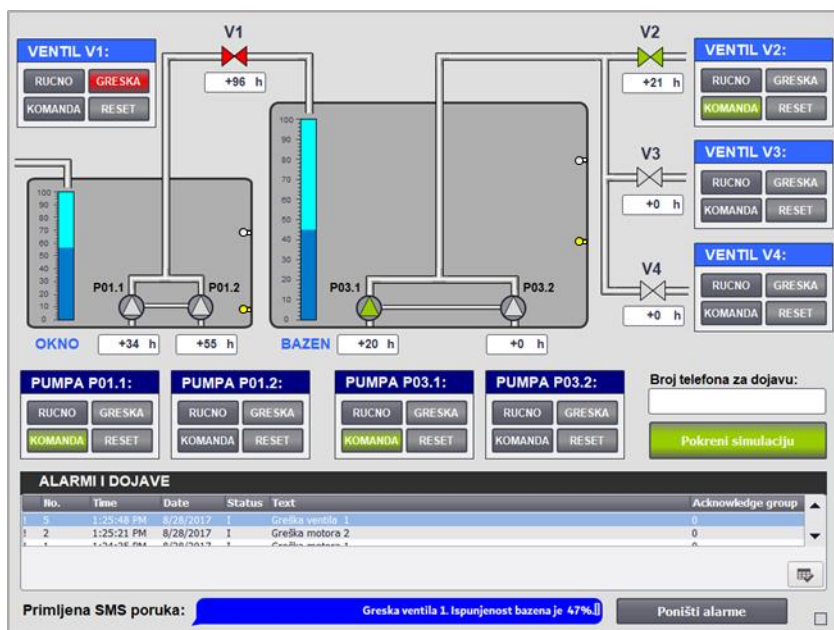 V1
V2
VENTIL V1:
VENTIL V2:
RUCNO GRESKA
KOMANDA RESET
+96 h
+21 h
RUCNO GRESKA
KOMANDA RESET
100
90
80
70
60
50
40
30
20
10
0
V3
VENTIL V3:
RUCNO GRESKA
KOMANDA RESET
+0 h
100
90
80
70
60
50
40
30
20
10
0
P01.1
P01.2
P03.1
P03.2
V4
VENTIL V4:
RUCNO GRESKA
KOMANDA RESET
+0 h
OKNO +34 h +55 h BAZEN +20 h +0 h
PUMPA P01.1:
RUCNO GRESKA
KOMANDA RESET
PUMPA P01.2:
RUCNO GRESKA
KOMANDA RESET
PUMPA P03.1:
RUCNO GRESKA
KOMANDA RESET
PUMPA P03.2:
RUCNO GRESKA
KOMANDA RESET
Broj telefona za dojavu:
Pokreni simulaciju
ALARMI I DOJAVE
No. Time Date Status Text Acknowledge group
! 5 1:25:48 PM 8/28/2017 I Greška ventila 1 0
! 2 1:25:21 PM 8/28/2017 I Greška motora 2 0
Primljena SMS poruka: Greska ventila 1. Ispunjenost bazena je 47%. Poništi alarme